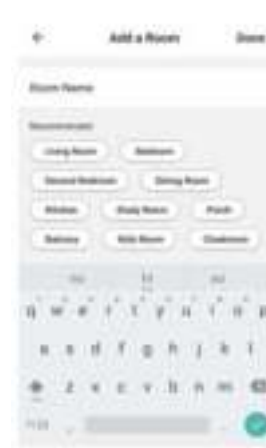 Add a Room Done
Room Name
Recommended
Living Room Bedroom
Second Bedroom Dining Room
Kitchen Study Room Porch
Balcony Kids Room Cloakroom
q w e r t y u i o p
a s d f g h j k l
z x c v b n m